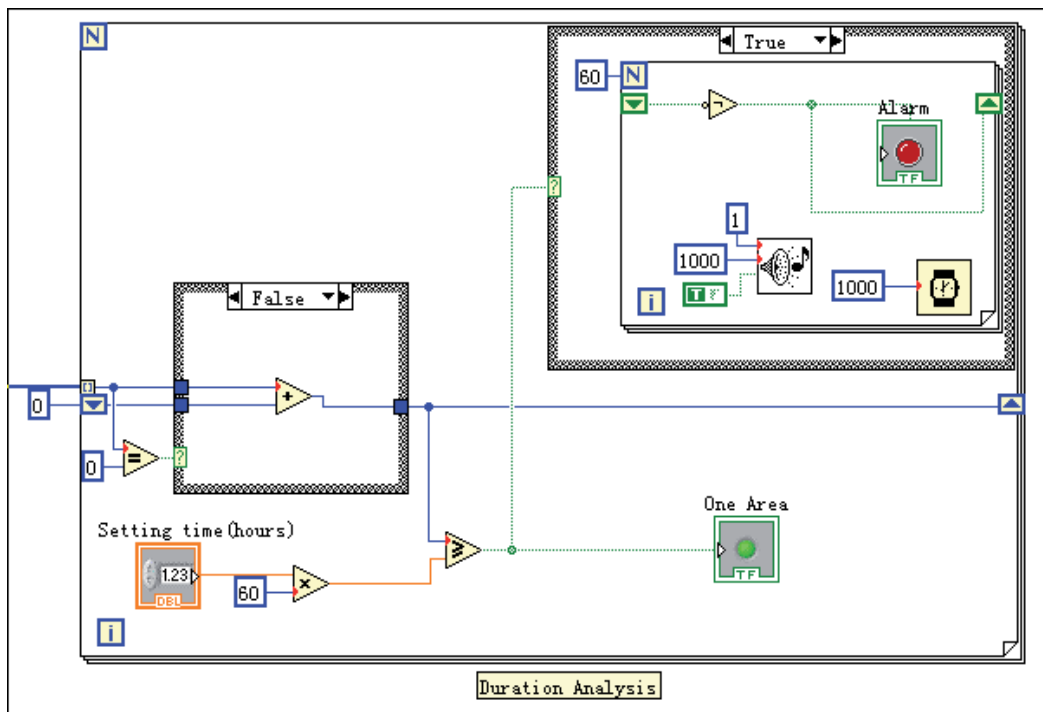 N
True
60 N
Alarm
TF
?
1
1000
T F
1000
i
False
[]
0
+
?
0
=
≥
Setting time(hours)
1.23
DBL
60
x
One Area
TF
i
Duration Analysis